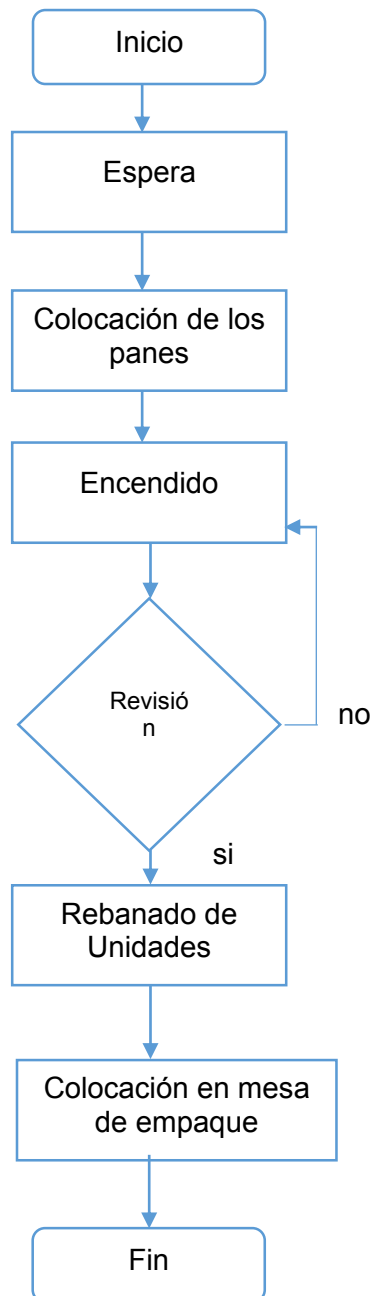 Inicio
Espera
Colocación de los
panes
Encendido
Revisió
n
no
si
Rebanado de
Unidades
Colocación en mesa
de empaque
Fin